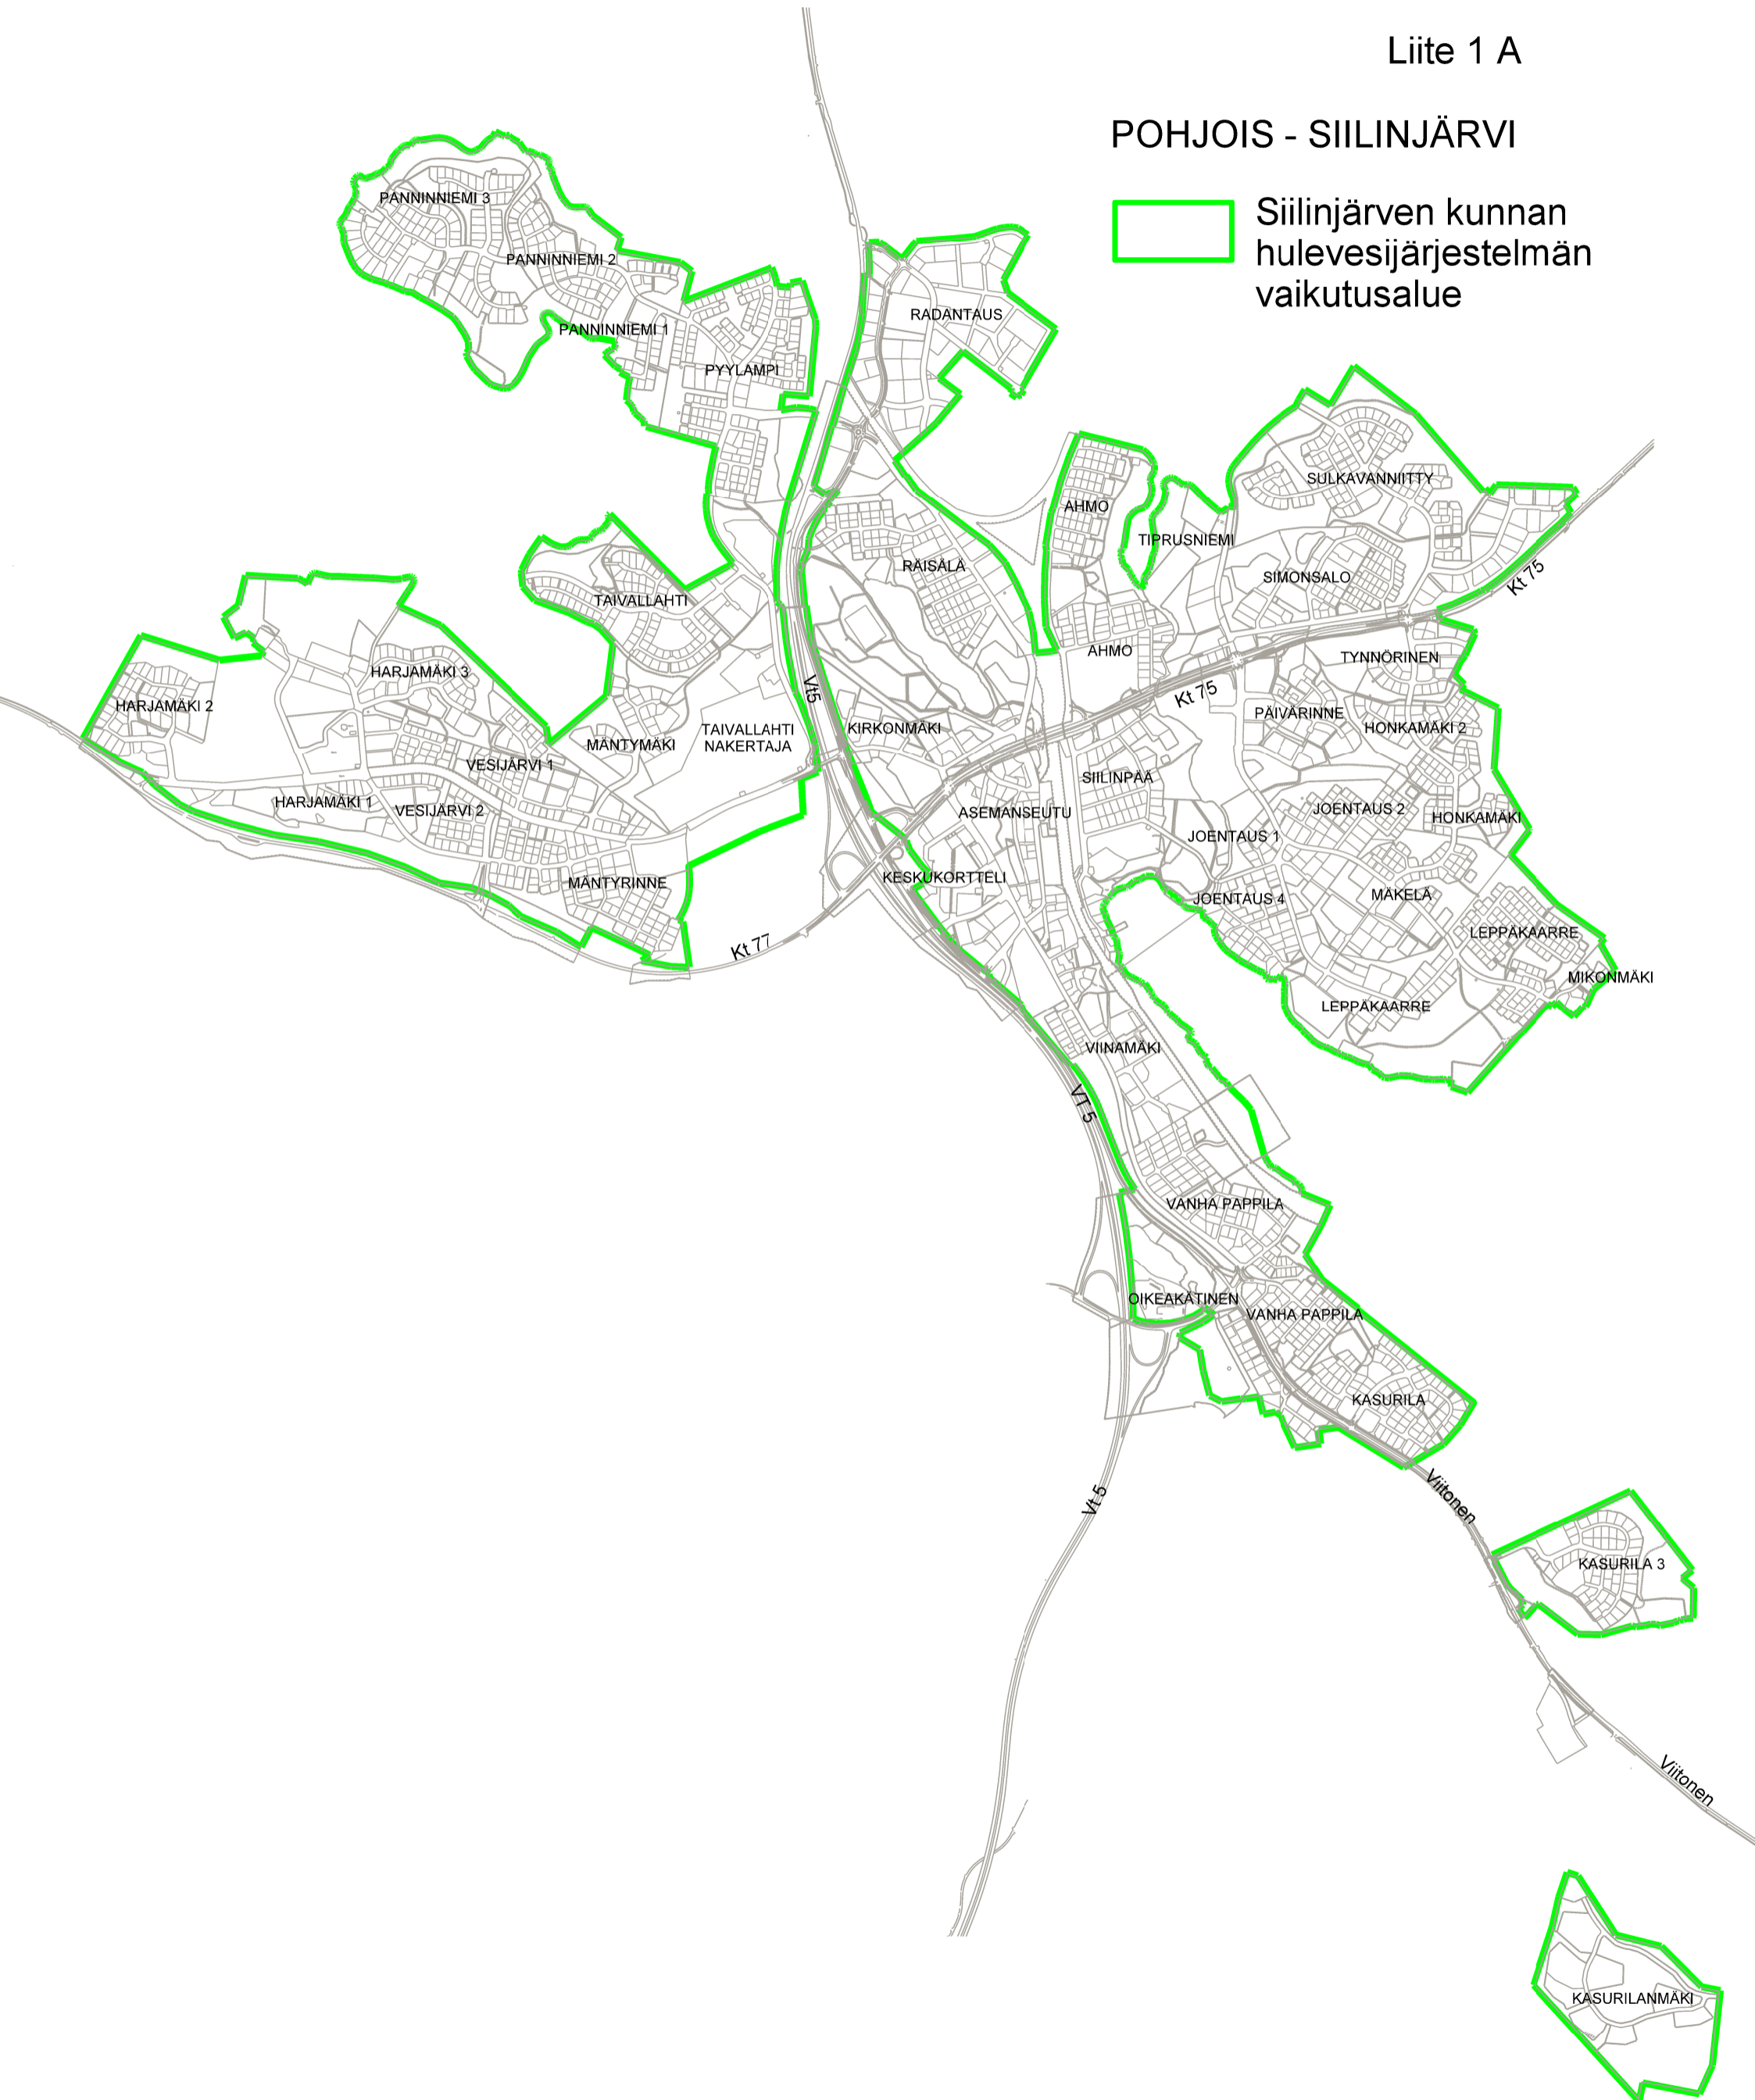 Liite 1 A
POHJOIS - SIILINJÄRVI
Siilinjärven kunnan
hulevesijärjestelmän
vaikutusalue
PANNINNIEMI 3
PANNINNIEMI 2
PANNINNIEMI 1
PYYLAMPI
RADANTAUS
AHMO
SULKAVANNIITTY
TIPRUSNIEMI
RÄISÄLÄ
SIMONSALO
Kt 75
TAIVALLAHTI
AHMO
TYNNÖRINEN
HARJAMÄKI 3
HARJAMÄKI 2
Vt5
Kt 75
PÄIVÄRINNE
HONKAMÄKI 2
TAIVALLAHTI
NAKERTAJA
KIRKONMÄKI
MÄNTYMÄKI
VESIJÄRVI 1
SIILINPÄÄ
HARJAMÄKI 1
VESIJÄRVI 2
ASEMANSEUTU
JOENTAUS 2
HONKAMÄKI
JOENTAUS 1
MÄNTYRINNE
KESKUKORTTELI
JOENTAUS 4
MÄKELÄ
LEPPÄKAARRE
Kt 77
MIKONMÄKI
LEPPÄKAARRE
VIINAMÄKI
VT 5
VANHA PAPPILA
OIKEAKÄTINEN
VANHA PAPPILA
KASURILA
Vt 5
Viitonen
KASURILA 3
Viitonen
KASURILANMÄKI